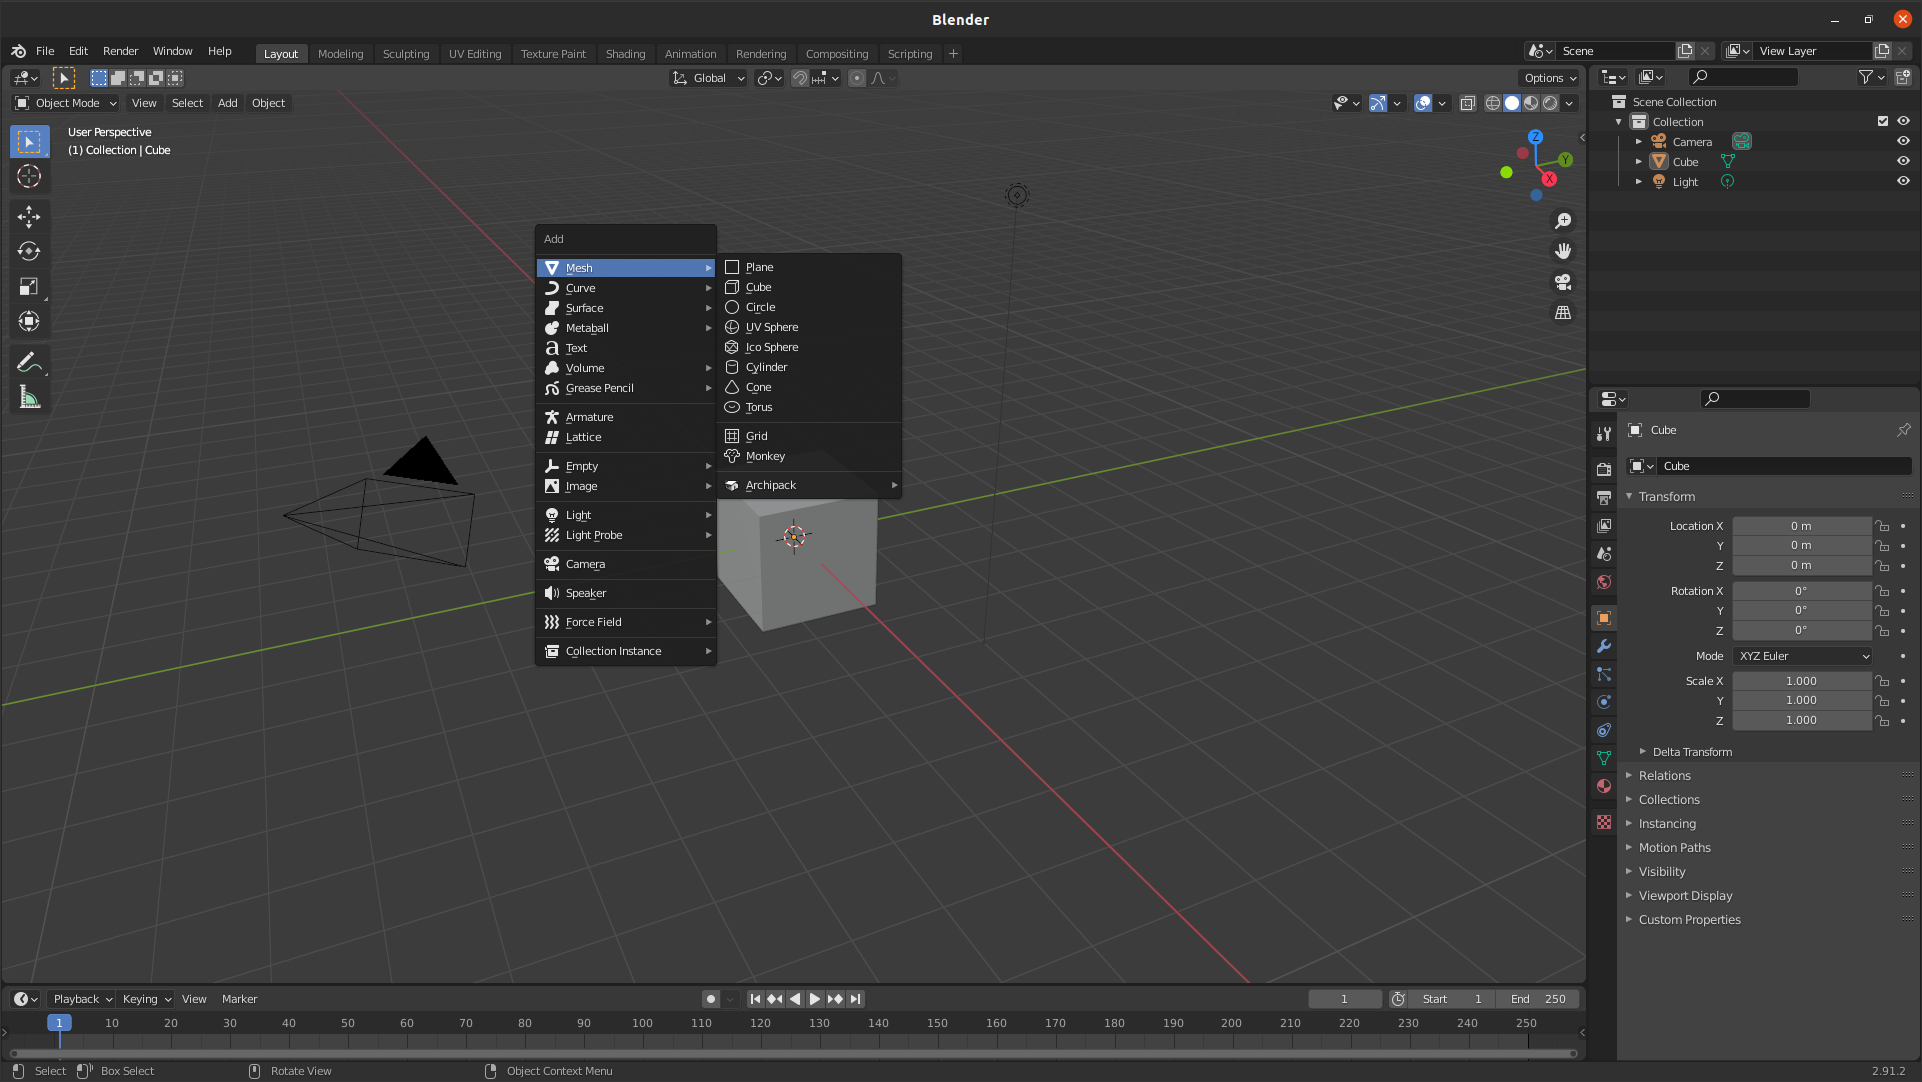 Blender
File Edit Render Window Help Layout Modeling Sculpting UV Editing Texture Paint Shading Animation Rendering Compositing Scripting + Scene View Layer
Global Options
Object Mode View Select Add Object
User Perspective
(1) Collection | Cube
Z
Y
X
Add
Mesh
Curve
Surface
Metaball
Text
Volume
Grease Pencil
Armature
Lattice
Empty
Image
Light
Light Probe
Camera
Speaker
Force Field
Collection Instance
Plane
Cube
Circle
UV Sphere
Ico Sphere
Cylinder
Cone
Torus
Grid
Monkey
Archipack
Scene Collection
Collection
Camera
Cube
Light
Cube
Cube
Transform
Location X 0 m
Y 0 m
Z 0 m
Rotation X 0°
Y 0°
Z 0°
Mode XYZ Euler
Scale X 1.000
Y 1.000
Z 1.000
Delta Transform
Relations
Collections
Instancing
Motion Paths
Visibility
Viewport Display
Custom Properties
Playback Keying View Marker 1 Start 1 End 250
1 10 20 30 40 50 60 70 80 90 100 110 120 130 140 150 160 170 180 190 200 210 220 230 240 250
Select Box Select Rotate View Object Context Menu 2.91.2